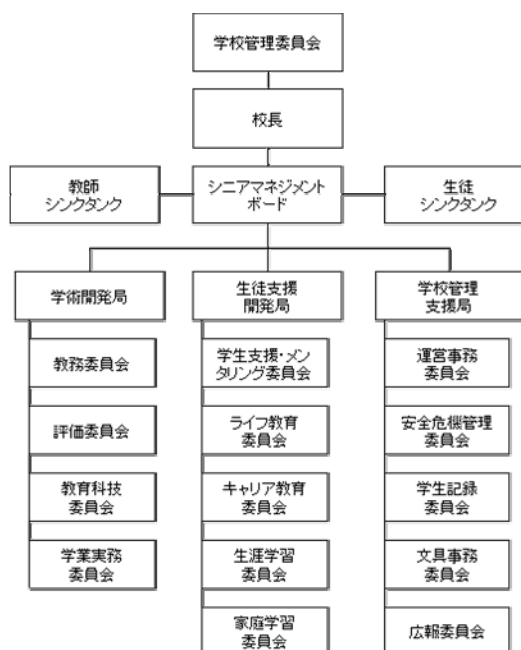 学校管理委員会
校長
教師
シンクタンク
シニアマネジメント
ボード
生徒
シンクタンク
学術開発局
教務委員会
評価委員会
教育科技
委員会
学業実務
委員会
生徒支援
開発局
学生支援・メン
タリング委員会
ライフ教育
委員会
キャリア教育
委員会
生涯学習
委員会
家庭学習
委員会
学校管理
支援局
運営事務
委員会
安全危機管理
委員会
学生記録
委員会
文具事務
委員会
広報委員会